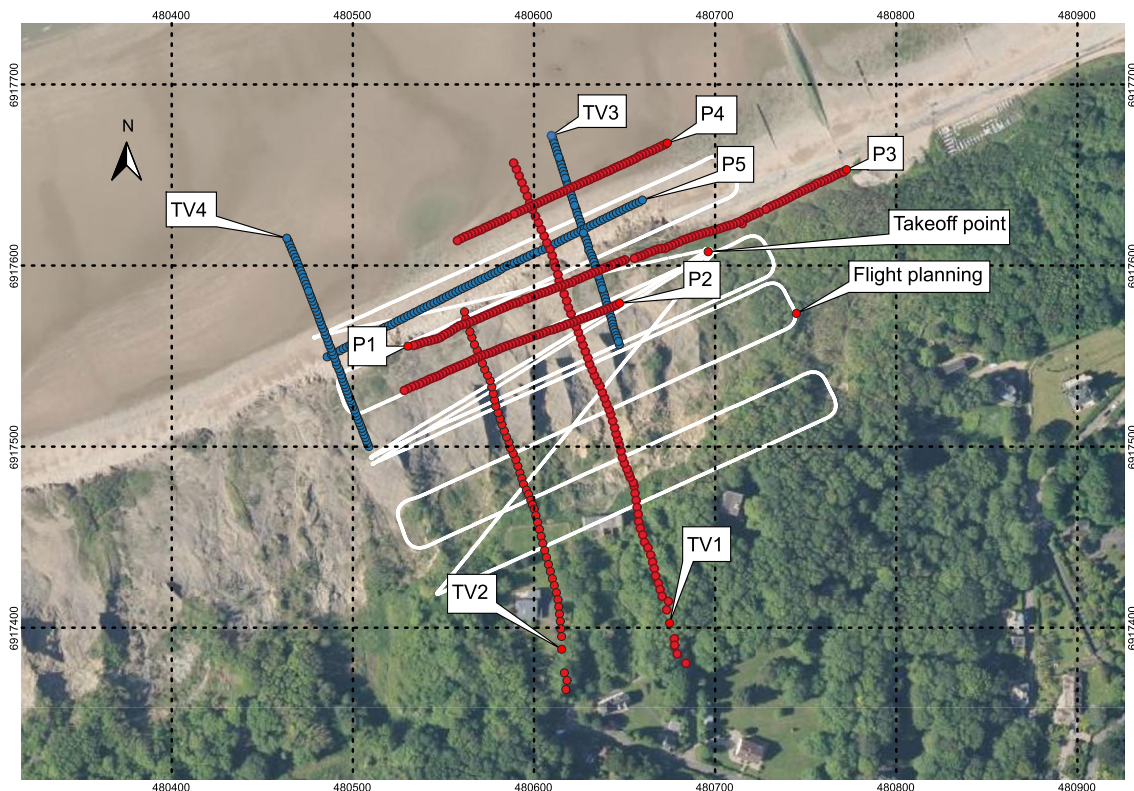 480400 480500 480600 480700 480800 480900
6917700 6917700
N
TV3
P4
P5
P3
TV4
Takeoff point
6917600 6917600
P2
Flight planning
P1
6917500 6917500
TV1
TV2
6917400 6917400
480400 480500 480600 480700 480800 480900